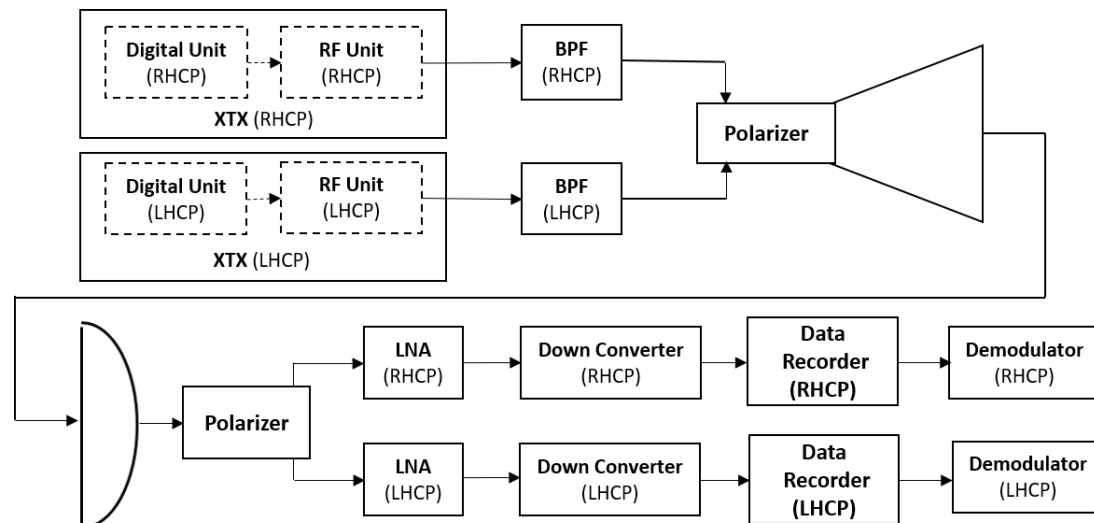 Digital Unit
(RHCP)
RF Unit
(RHCP)
XTX (RHCP)
BPF
(RHCP)
Polarizer
Digital Unit
(LHCP)
RF Unit
(LHCP)
XTX (LHCP)
BPF
(LHCP)
Polarizer
LNA
(RHCP)
Down Converter
(RHCP)
Data
Recorder
(RHCP)
Demodulator
(RHCP)
LNA
(LHCP)
Down Converter
(LHCP)
Data
Recorder
(LHCP)
Demodulator
(LHCP)